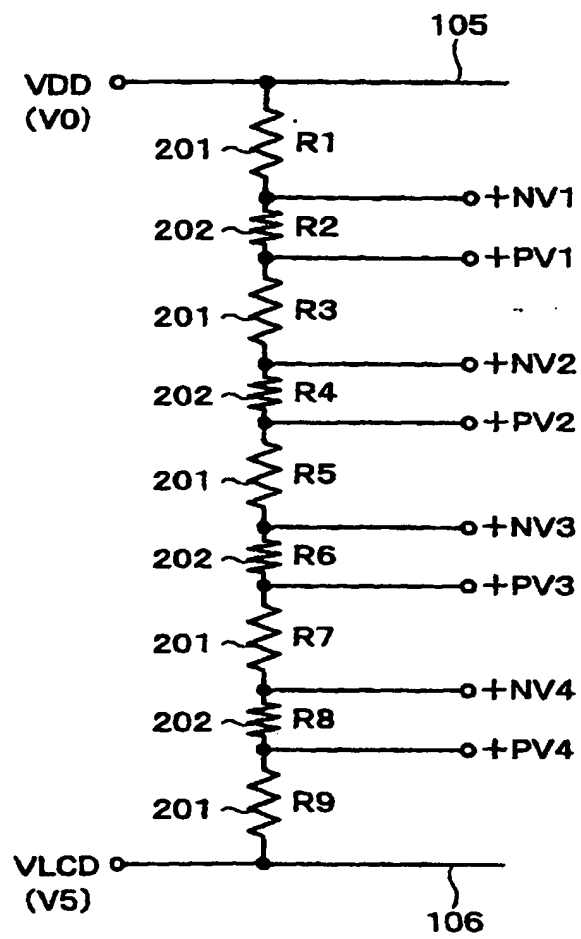 105
VDD
(V0)
201 R1
+NV1
202 R2
+PV1
201 R3
+NV2
202 R4
+PV2
201 R5
+NV3
202 R6
+PV3
201 R7
+NV4
202 R8
+PV4
201 R9
VLCD
(V5)
106